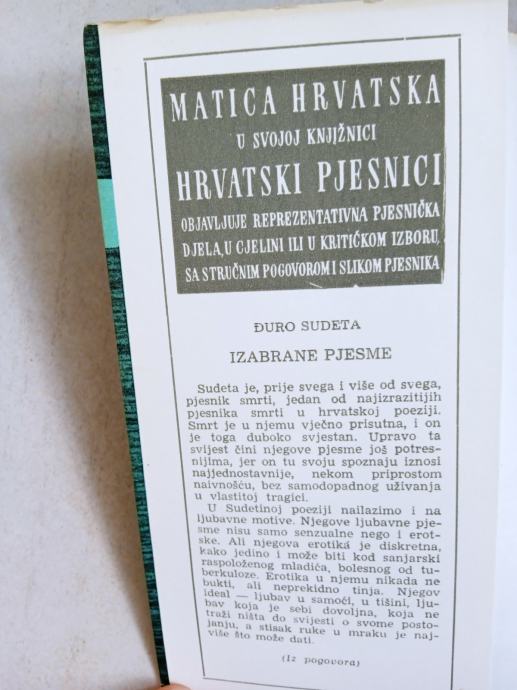 MATICA HRVATSKA
U SVOJOJ KNJIŽNICI
HRVATSKI PJESNICI
OBJAVLJUJE REPREZENTATIVNA PJESNIČKA
DJELA, U CJELINI ILI U KRITIČKOM IZBORU,
SA STRUČNIM POGOVOROM I SLIKOM PJESNIKA
ĐURO SUDETA
IZABRANE PJESME
Sudeta je, prije svega i više od svega,
pjesnik smrti, jedan od najizrazitijih
pjesnika smrti u hrvatskoj poeziji.
Smrt je u njemu vječno prisutna, i on
je toga duboko svjestan. Upravo ta
svijest čini njegove pjesme još potres-
nijima, jer on tu svoju spoznaju iznosi
najjednostavnije, nekom priprostom
naivnošću, bez samodopadnog uživanja
u vlastitoj tragici.
U Sudetinoj poeziji nailazimo i na
ljubavne motive. Njegove ljubavne pje-
sme nisu samo senzualne nego i erot-
ske. Ali njegova erotika je diskretna,
kako jedino i može biti kod sanjarski
raspoloženog mladića, bolesnog od tu-
berkuloze. Erotika u njemu nikada ne
bukti, ali neprekidno tinja. Njegov
ideal — ljubav u samoći, u tišini, lju-
bav koja je sebi dovoljna, koja ne
traži ništa do svijesti o svome posto-
janju, a stisak ruke u mraku je naj-
više što može dati.
(Iz pogovora)